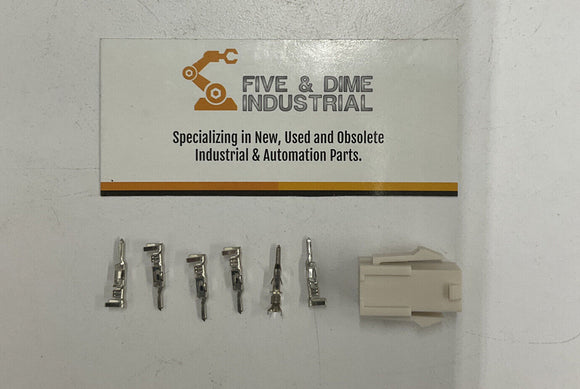 FIVE & DIME
INDUSTRIAL
Specializing in New, Used and Obsolete
Industrial & Automation Parts.